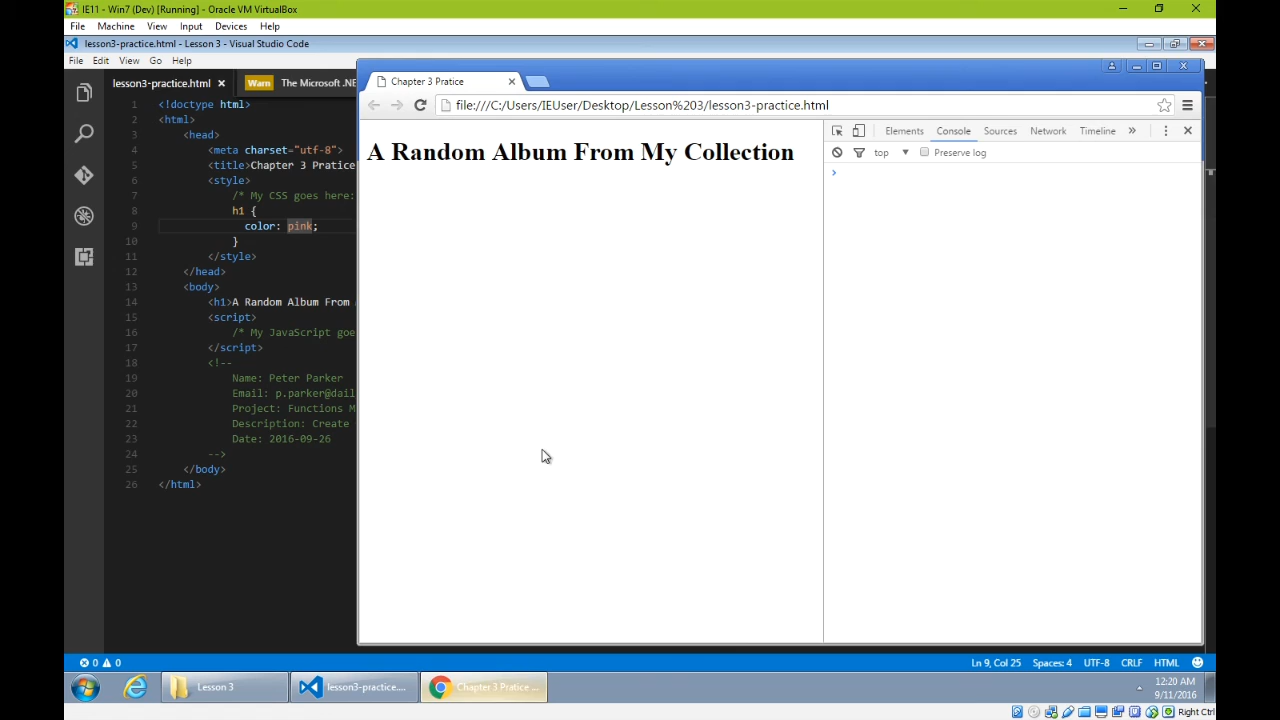 IE11 - Win7 (Dev) [Running] - Oracle VM VirtualBox
File Machine View Input Devices Help
lesson3-practice.html - Lesson 3 - Visual Studio Code
File Edit View Go Help
lesson3-practice.html × Warn The Microsoft .NE
1 <!doctype html>
2 <html>
3 <head>
4 <meta charset="utf-8">
5 <title>Chapter 3 Pratice
6 <style>
7 /* My CSS goes here:
8 h1 {
9 color: pink;
10 }
11 </style>
12 </head>
13 <body>
14 <h1>A Random Album From
15 <script>
16 /* My JavaScript goe
17 </script>
18 <!--
19 Name: Peter Parker
20 Email: p.parker@dail
21 Project: Functions M
22 Description: Create
23 Date: 2016-09-26
24 -->
25 </body>
26 </html>
Chapter 3 Pratice ×
file:///C:/Users/IEUser/Desktop/Lesson%203/lesson3-practice.html
A Random Album From My Collection
Elements Console Sources Network Timeline »
top ▼ Preserve log
>
0 0 Ln 9, Col 25 Spaces: 4 UTF-8 CRLF HTML
Lesson 3 lesson3-practice.... Chapter 3 Pratice ...
12:20 AM
9/11/2016
Right Ctrl